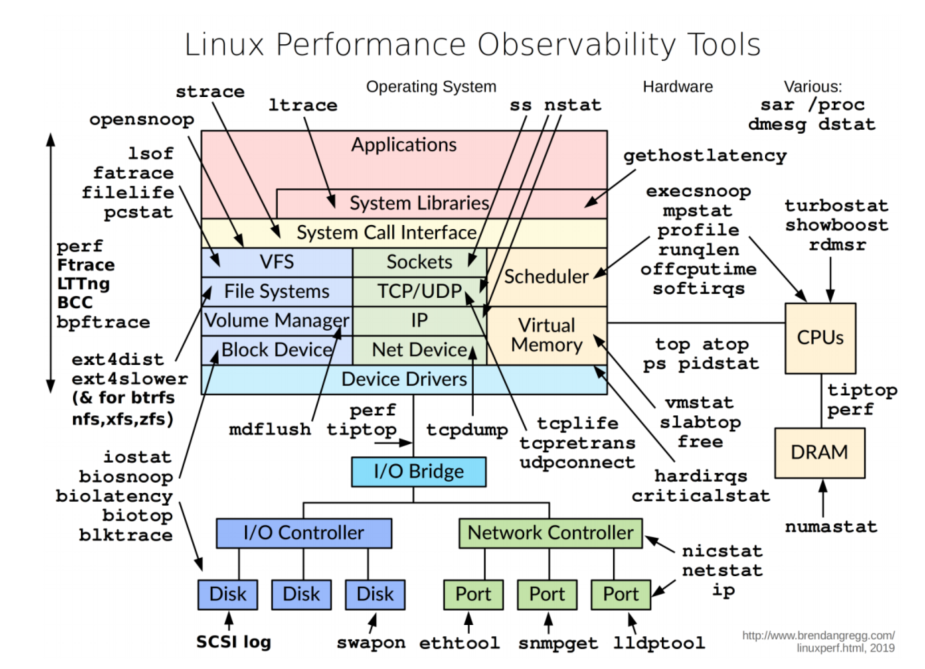 Linux Performance Observability Tools
Operating System
Hardware
Various:
sar /proc
dmesg dstat
strace
ltrace
ss nstat
opensnoop
lsof
fatrace
filelife
pcstat
perf
Ftrace
LTTng
BCC
bpftrace
ext4dist
ext4slower
(& for btrfs
nfs,xfs,zfs)
iostat
biosnoop
biolatency
biotop
blktrace
Applications
System Libraries
System Call Interface
VFS
Sockets
Scheduler
File Systems
TCP/UDP
Volume Manager
IP
Virtual
Memory
Block Device
Net Device
Device Drivers
gethostlatency
execsnoop
mpstat
profile
runqlen
offcputime
softirqs
turbostat
showboost
rdmsr
CPUs
top atop
ps pidstat
tiptop
perf
vmstat
slabtop
free
DRAM
hardirqs
criticalstat
numastat
mdflush
perf
tiptop
tcpdump
tcplife
tcpretrans
udpconnect
I/O Bridge
I/O Controller
Network Controller
nicstat
netstat
ip
Disk
Disk
Disk
Port
Port
Port
SCSI log
swapon
ethtool
snmpget
lldptool
http://www.brendangregg.com/
linuxperf.html, 2019